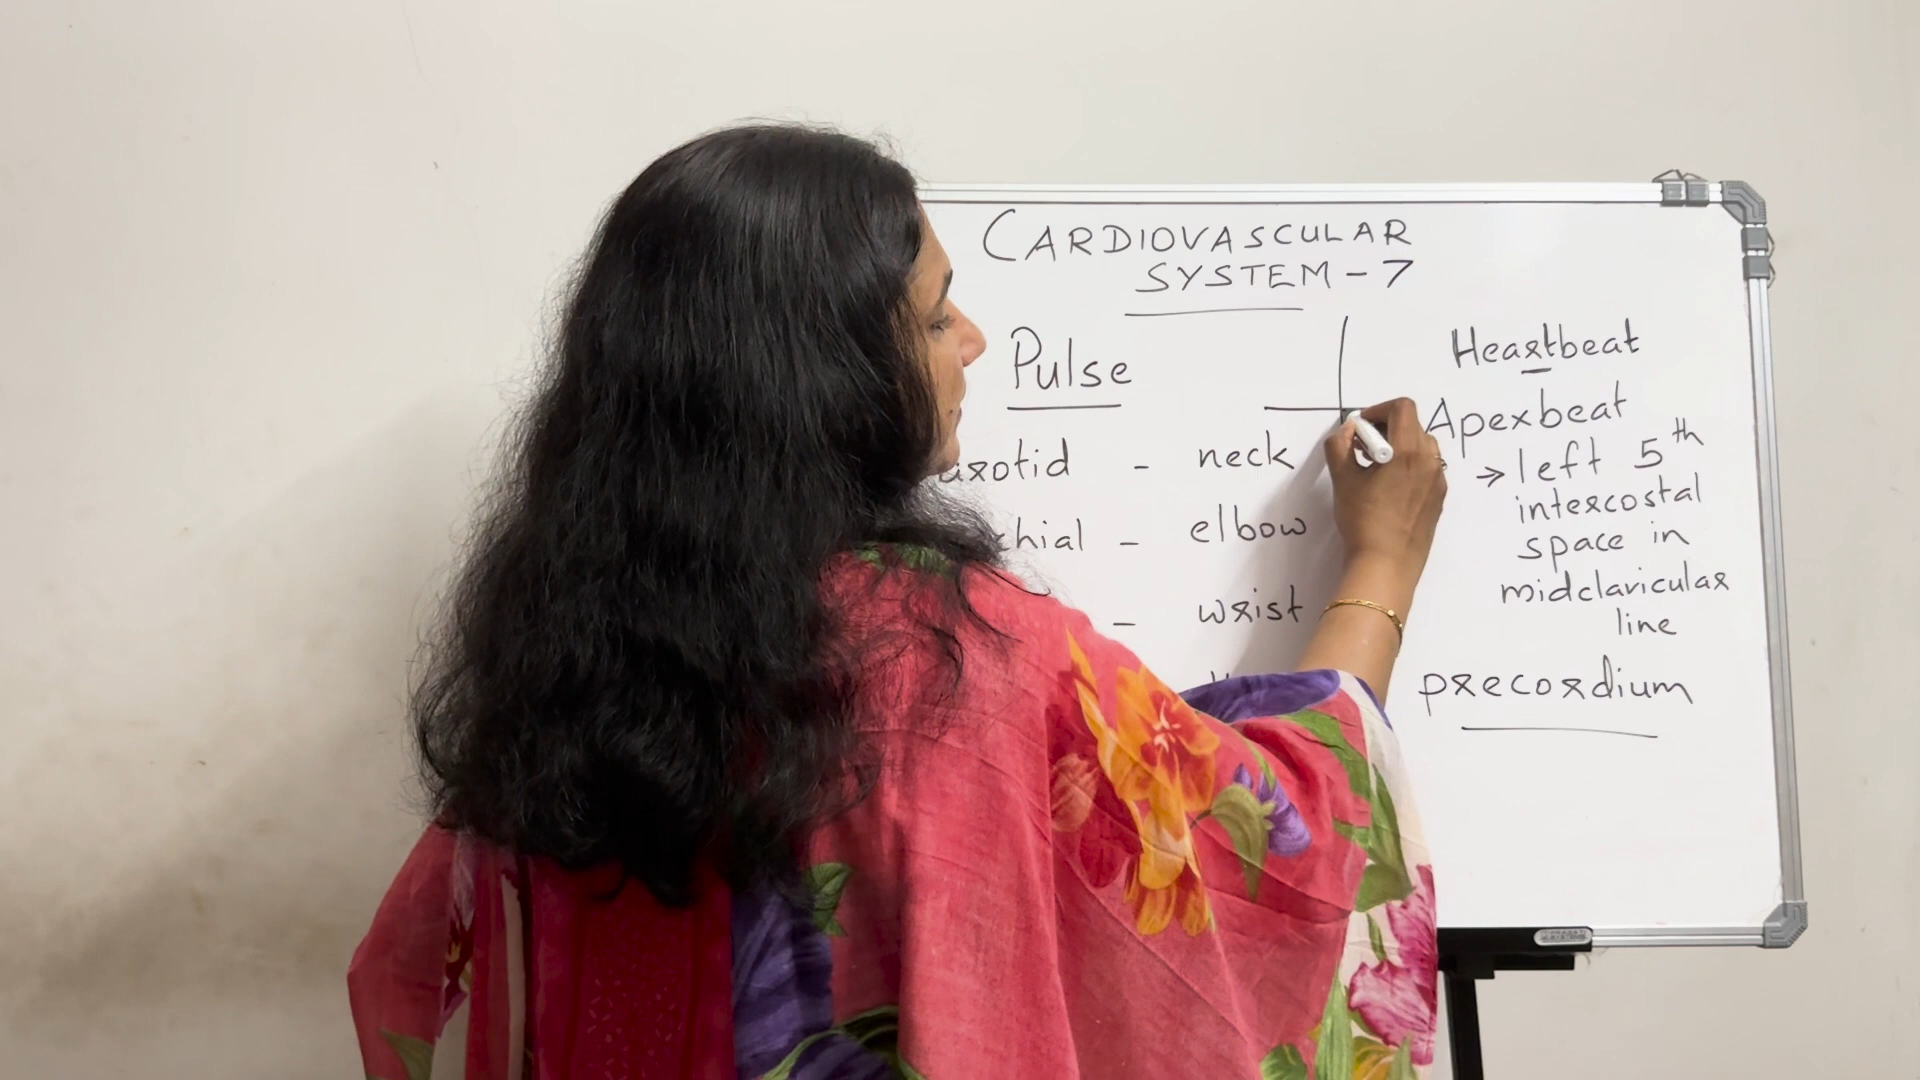 CARDIOVASCULAR
SYSTEM - 7
Pulse
- neck
- elbow
- wrist
Heartbeat
Apexbeat
→ left 5th
intercostal
space in
midclavicular
line
precordium